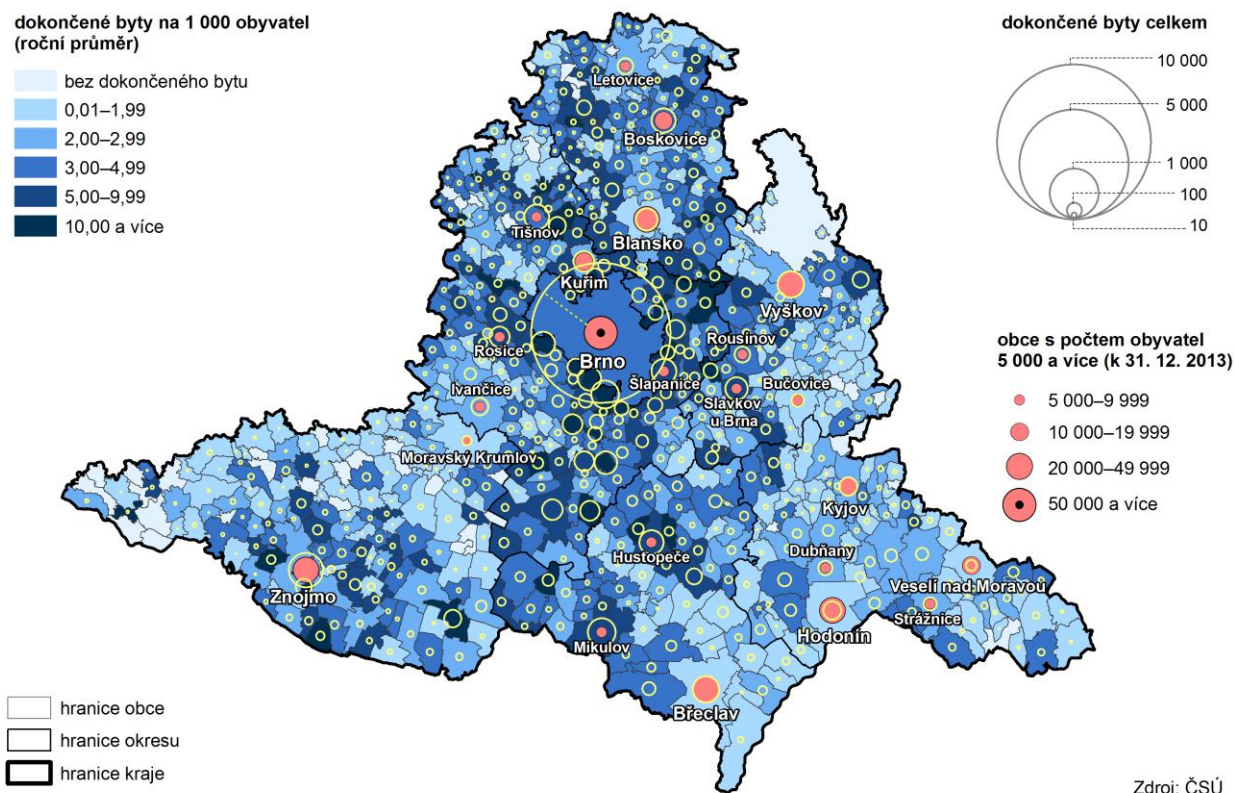 dokončené byty na 1 000 obyvatel
(roční průměr)
bez dokončeného bytu
0,01–1,99
2,00–2,99
3,00–4,99
5,00–9,99
10,00 a více
dokončené byty celkem
10 000
5 000
1 000
100
10
obce s počtem obyvatel
5 000 a více (k 31. 12. 2013)
5 000–9 999
10 000–19 999
20 000–49 999
50 000 a více
Letovice
Boskovice
Tišnov
Blansko
Kuřim
Vyškov
Rosice
Brno
Rousínov
Ivančice
Šlapanice
Slavkov
u Brna
Bučovice
Moravský Krumlov
Kyjov
Hustopeče
Dubňany
Znojmo
Veselí nad Moravou
Strážnice
Mikulov
Hodonín
Břeclav
hranice obce
hranice okresu
hranice kraje
Zdroj: ČSÚ